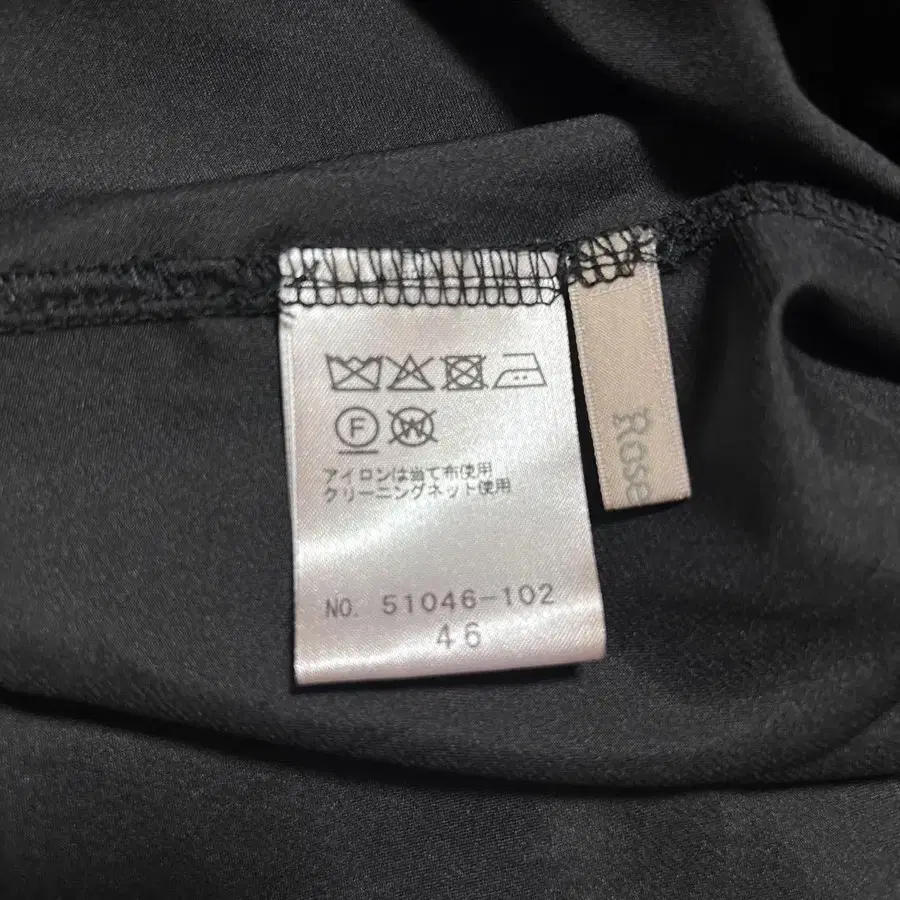 F W
アイロンは当て布使用
クリーニングネット使用
NO. 51046-102
46
Rose